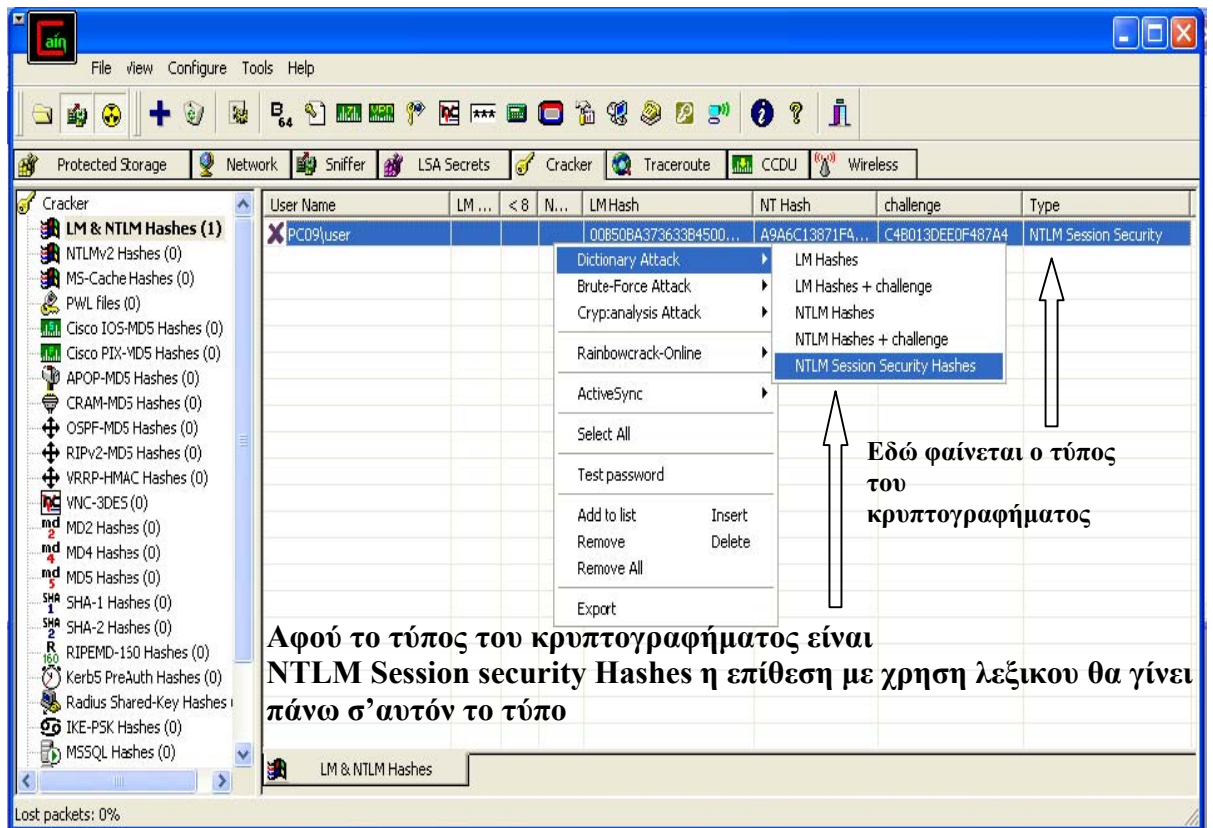 Cain
File View Configure Tools Help
B64
Protected Storage Network Sniffer LSA Secrets Cracker Traceroute CCDU Wireless
Cracker
LM & NTLM Hashes (1)
NTLMv2 Hashes (0)
MS-Cache Hashes (0)
PWL files (0)
Cisco IOS-MD5 Hashes (0)
Cisco PIX-MD5 Hashes (0)
APOP-MD5 Hashes (0)
CRAM-MD5 Hashes (0)
OSPF-MD5 Hashes (0)
RIPv2-MD5 Hashes (0)
VRRP-HMAC Hashes (0)
VNC-3DES (0)
MD2 Hashes (0)
MD4 Hashes (0)
MD5 Hashes (0)
SHA-1 Hashes (0)
SHA-2 Hashes (0)
RIPEMD-160 Hashes (0)
Kerb5 PreAuth Hashes (0)
Radius Shared-Key Hashes
IKE-PSK Hashes (0)
MSSQL Hashes (0)
User Name LM ... < 8 N... LM Hash NT Hash challenge Type
PC09\user 00B50BA373633B4500... A9A6C13871FA... C4B013DEE0F487A4 NTLM Session Security
Dictionary Attack
Brute-Force Attack
Cryptanalysis Attack
Rainbowcrack-Online
ActiveSync
Select All
Test password
Add to list Insert
Remove Delete
Remove All
Export
LM Hashes
LM Hashes + challenge
NTLM Hashes
NTLM Hashes + challenge
NTLM Session Security Hashes
Εδώ φαίνεται ο τύπος
του
κρυπτογραφήματος
Αφού το τύπος του κρυπτογραφήματος είναι
NTLM Session security Hashes η επίθεση με χρηση λεξικου θα γίνει
πάνω σ’αυτόν το τύπο
LM & NTLM Hashes
Lost packets: 0%